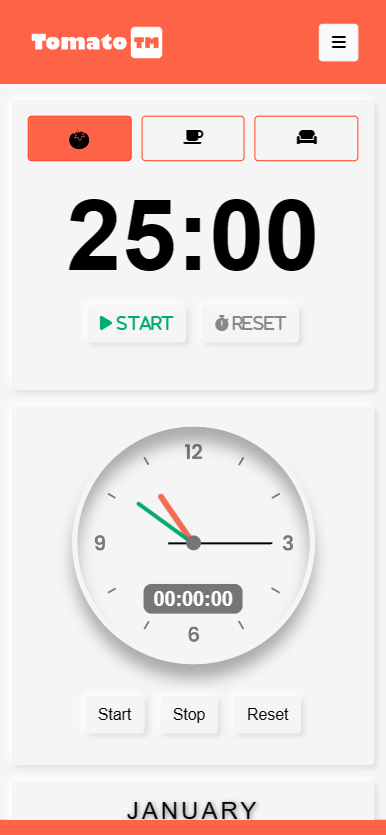 Tomato TM
25:00
START RESET
12
9 3
00:00:00
6
Start Stop Reset
JANUARY